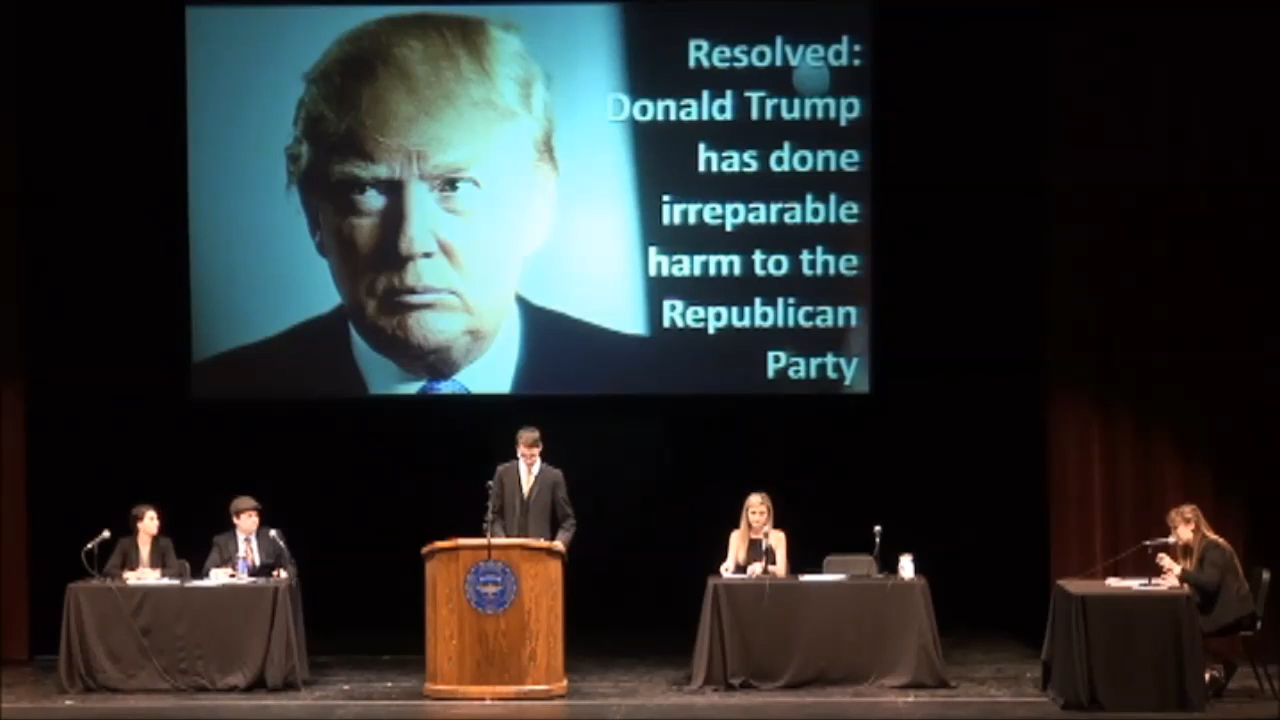 Resolved:
Donald Trump
has done
irreparable
harm to the
Republican
Party